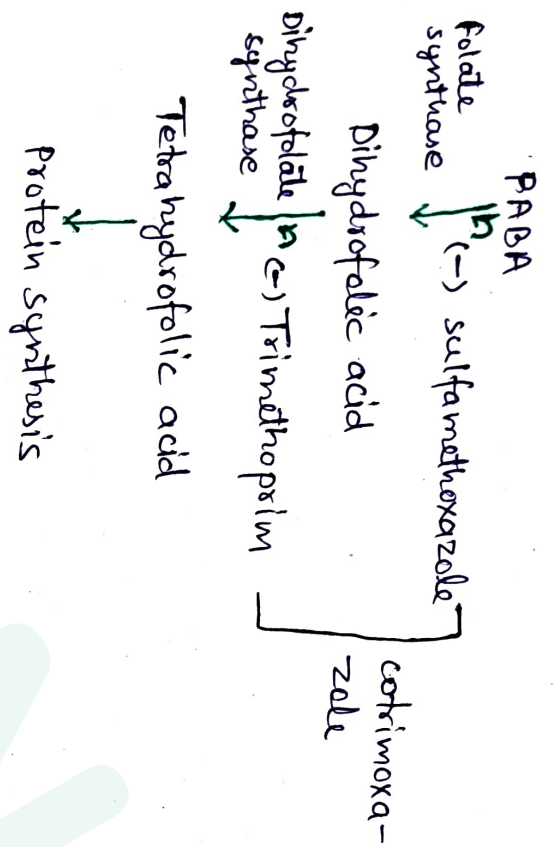 PABA
Folate
synthase
(-) sulfamethoxazole
Dihydrofolic acid
Dihydrofolate
synthase
(-) Trimethoprim
cotrimoxa-
zole
Tetrahydrofolic acid
Protein synthesis